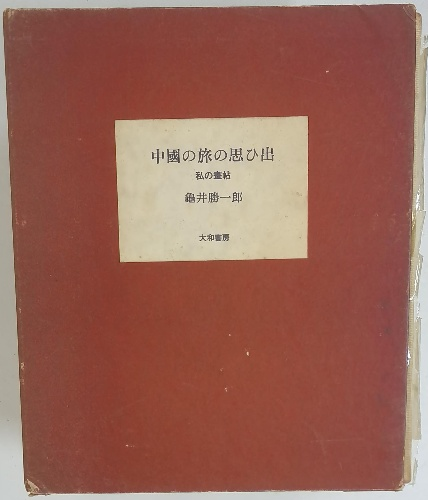 中國の旅の思ひ出
私の畫帖
龜井勝一郎
大和書房